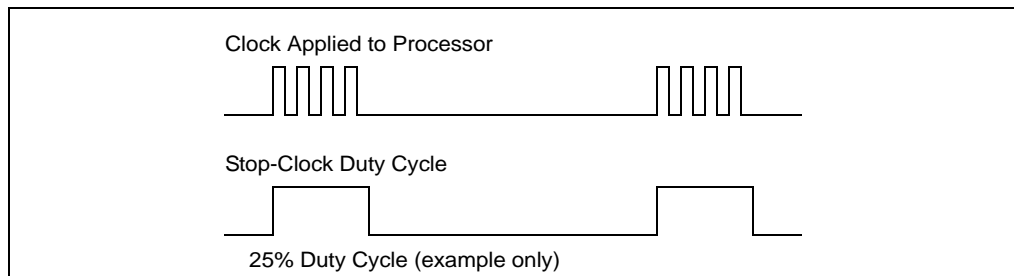 Clock Applied to Processor
Stop-Clock Duty Cycle
25% Duty Cycle (example only)